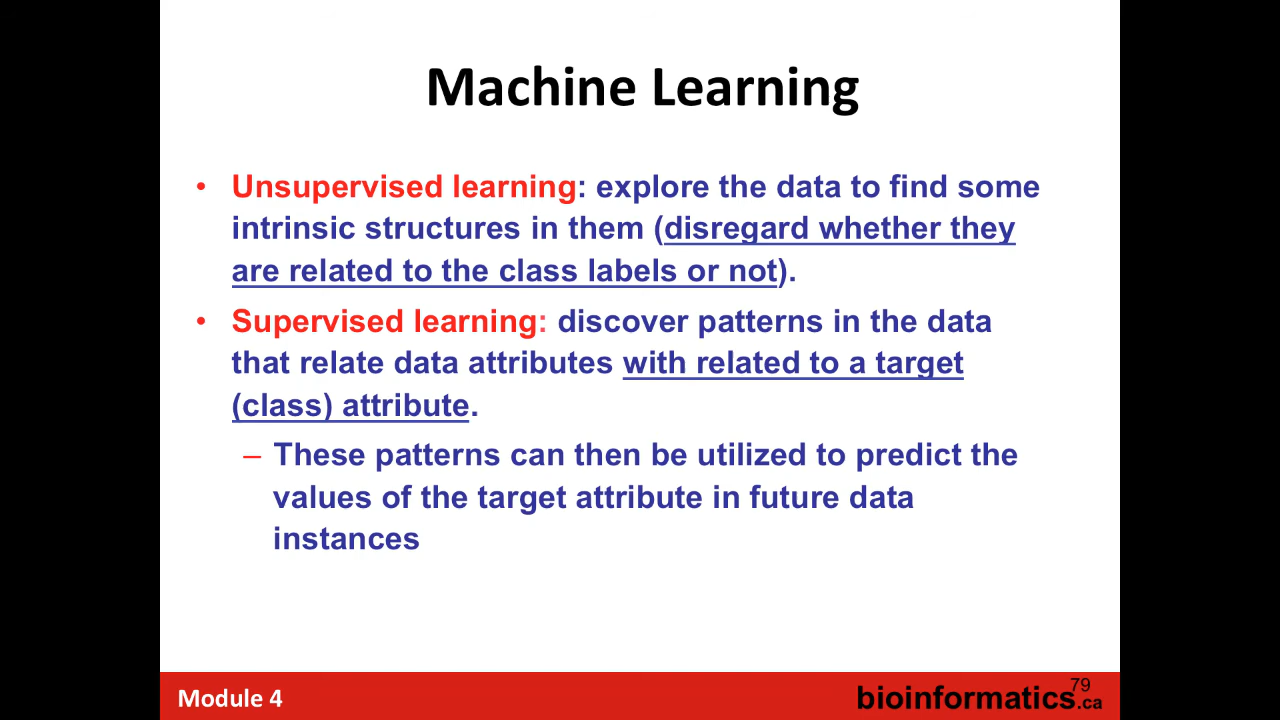 Machine Learning
• Unsupervised learning: explore the data to find some
intrinsic structures in them (disregard whether they
are related to the class labels or not).
• Supervised learning: discover patterns in the data
that relate data attributes with related to a target
(class) attribute.
– These patterns can then be utilized to predict the
values of the target attribute in future data
instances
Module 4
79
bioinformatics.ca